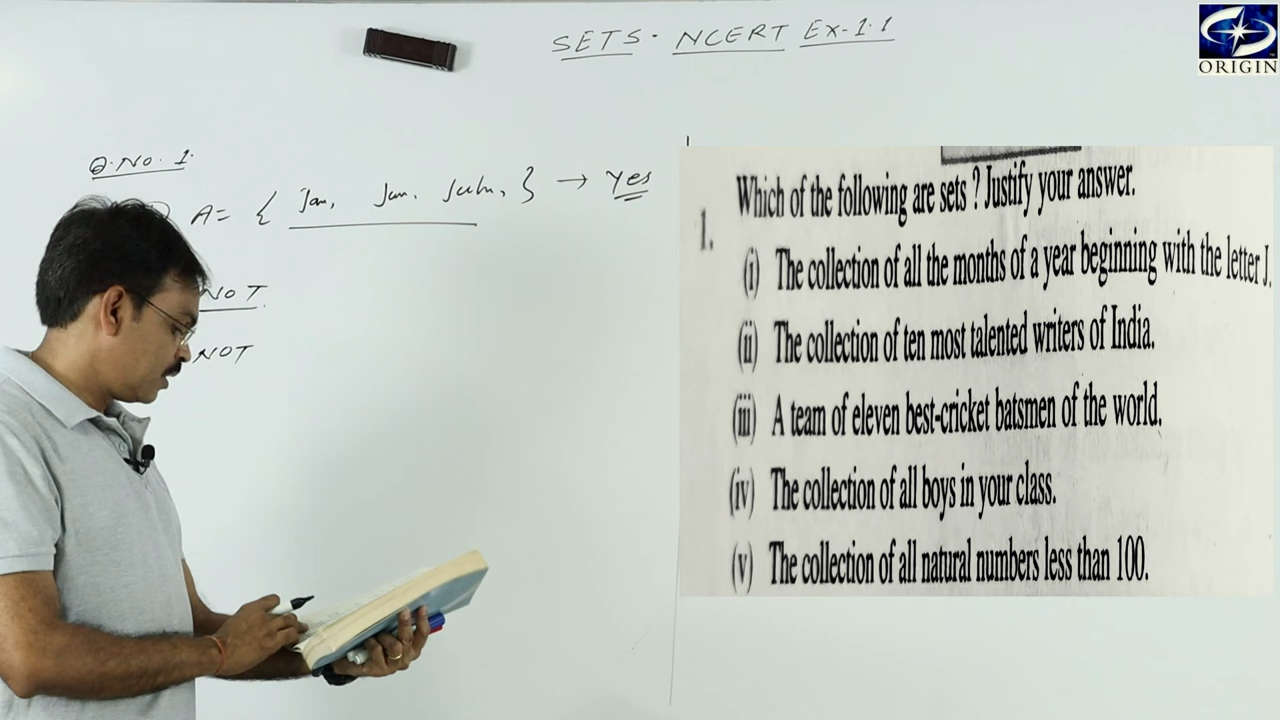 SETS. NCERT Ex-1.1
ORIGIN
Q.NO. 1.
A= { Jan, Jun, July, } → Yes
NOT.
NOT
1. Which of the following are sets ? Justify your answer.
(i) The collection of all the months of a year beginning with the letter J.
(ii) The collection of ten most talented writers of India.
(iii) A team of eleven best-cricket batsmen of the world.
(iv) The collection of all boys in your class.
(v) The collection of all natural numbers less than 100.